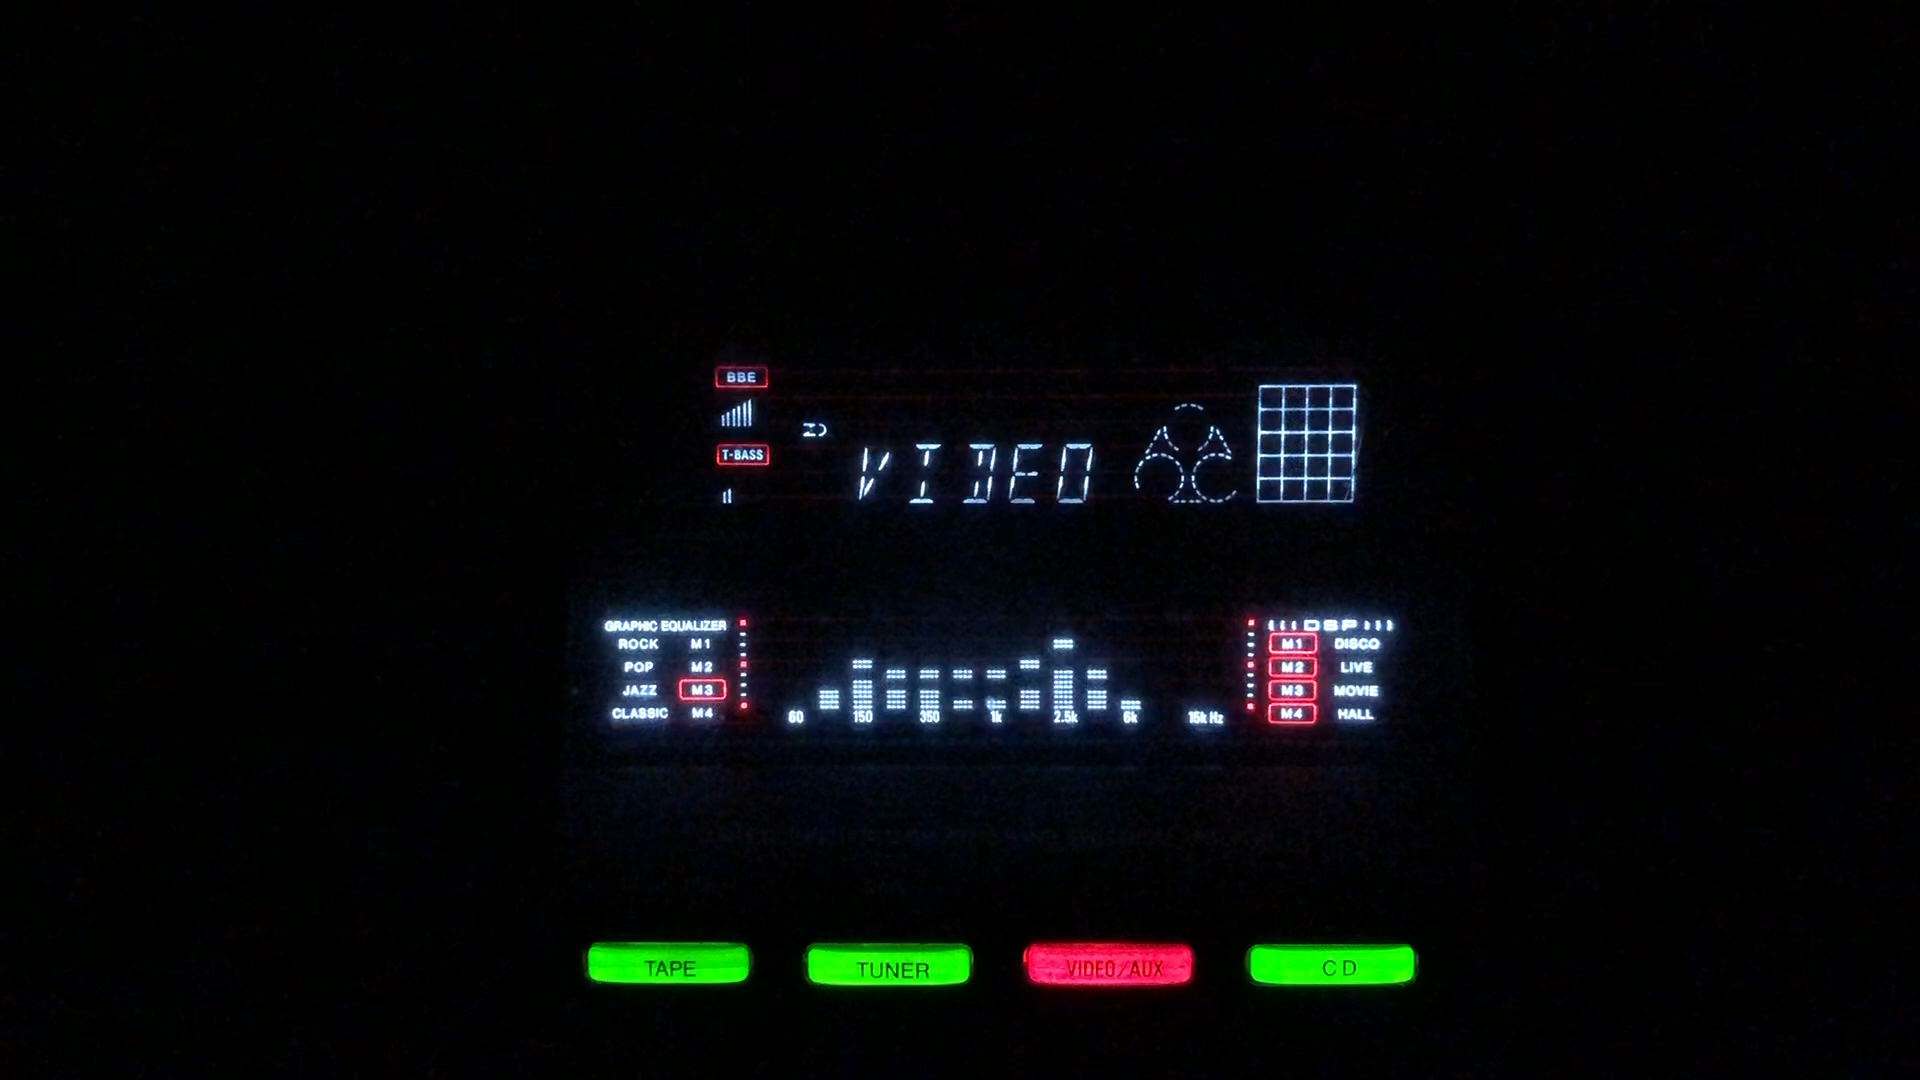 BBE
T-BASS
VIDEO
GRAPHIC EQUALIZER
ROCK M1
POP M2
JAZZ M3
CLASSIC M4
60 150 350 1k 2.5k 6k 15k Hz
DSP
M1 DISCO
M2 LIVE
M3 MOVIE
M4 HALL
TAPE TUNER VIDEO/AUX CD